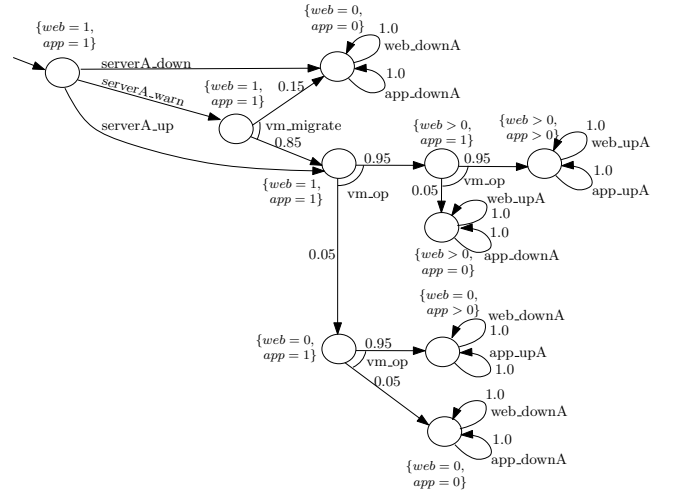 {web = 1,
app = 1}
{web = 0,
app = 0}
1.0
web_downA
1.0
app_downA
serverA_down
serverA_warn
serverA_up
{web = 1,
app = 1}
0.15
vm_migrate
0.85
{web = 1,
app = 1}
0.95
vm_op
0.05
{web > 0,
app = 1}
0.95
vm_op
0.05
{web > 0,
app > 0}
1.0
web_upA
1.0
app_upA
web_upA
1.0
1.0
app_downA
{web > 0,
app = 0}
{web = 0,
app = 1}
0.95
vm_op
0.05
{web = 0,
app > 0}
web_downA
1.0
app_upA
1.0
1.0
web_downA
1.0
app_downA
{web = 0,
app = 0}